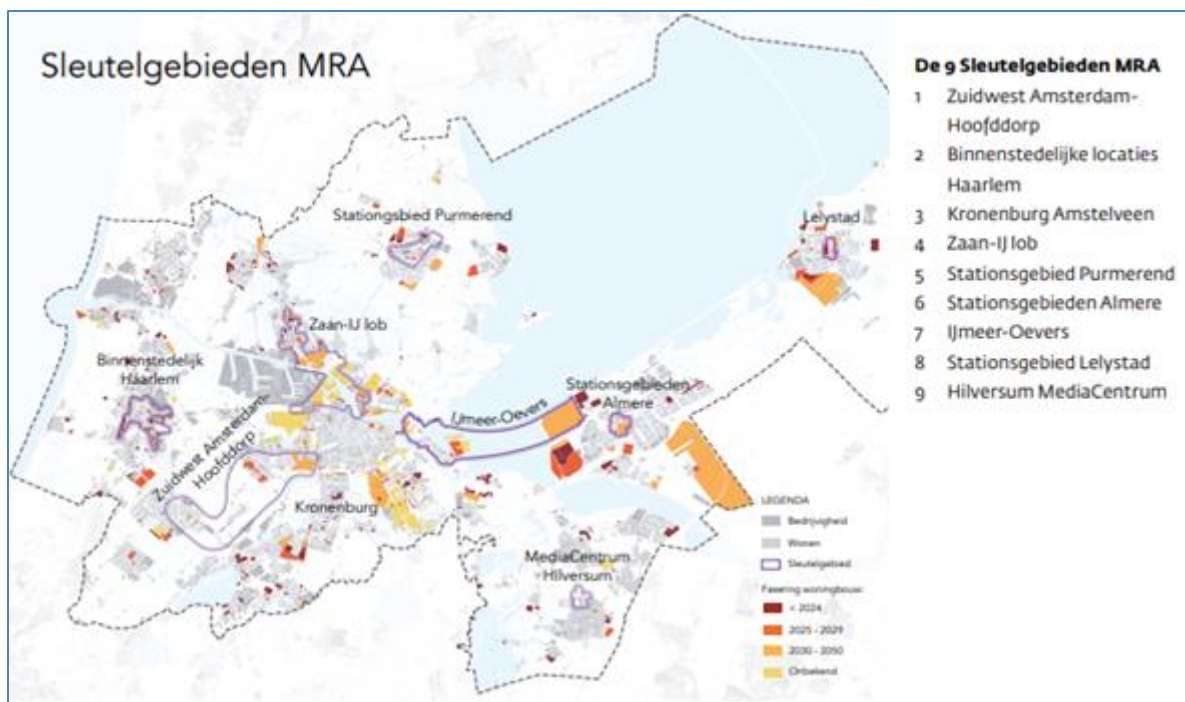 Sleutelgebieden MRA
Stationgsbied Purmerend
Lelystad
Zaan-IJ lob
Binnenstedelijk
Haarlem
Stationsgebieden
Almere
IJmeer-Oevers
Zuidwest Amsterdam-
Hoofddorp
Kronenburg
MediaCentrum
Hilversum
LEGENDA
Bedrijvigheid
Wonen
Sleutelgebied
Fasering woningbouw:
< 2024
2025 - 2029
2030 - 2050
Onbekend
De 9 Sleutelgebieden MRA
1 Zuidwest Amsterdam-
Hoofddorp
2 Binnenstedelijke locaties
Haarlem
3 Kronenburg Amstelveen
4 Zaan-IJ lob
5 Stationsgebied Purmerend
6 Stationsgebieden Almere
7 IJmeer-Oevers
8 Stationsgebied Lelystad
9 Hilversum MediaCentrum